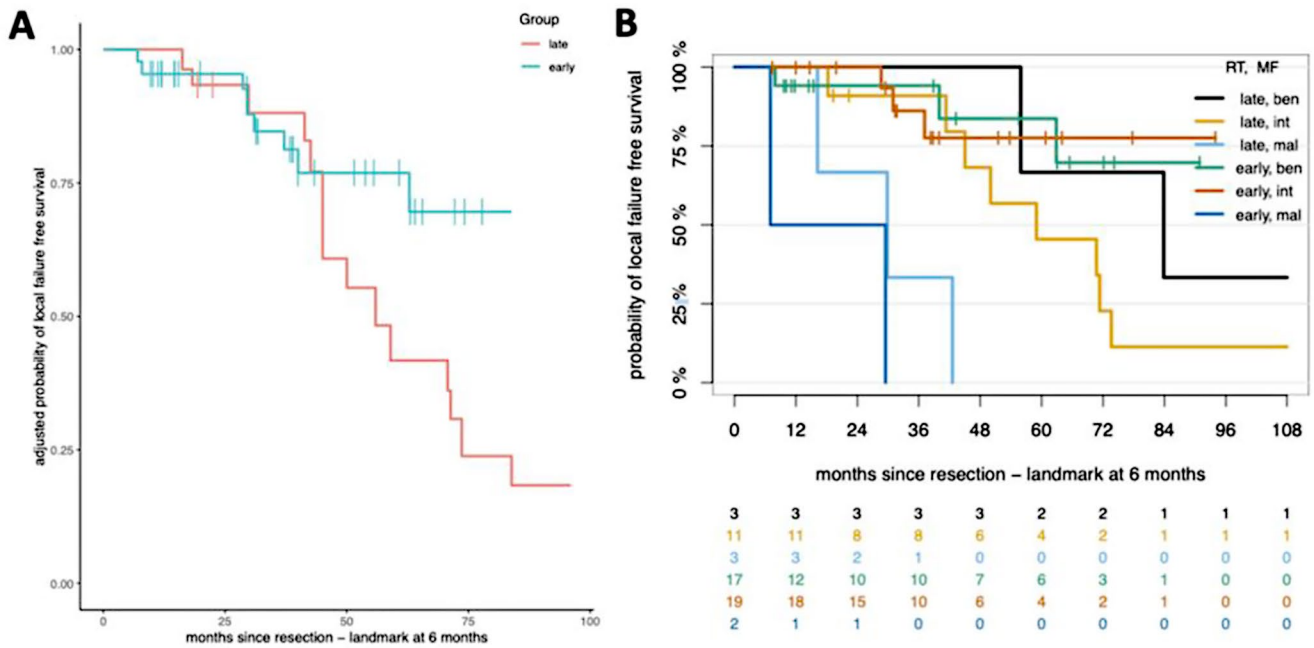 A
adjusted probability of local failure free survival
1.00
0.75
0.50
0.25
0.00
0
25
50
75
100
months since resection – landmark at 6 months
Group
late
early
B
probability of local failure free survival
100 %
75 %
50 %
25 %
0 %
RT, MF
late, ben
late, int
late, mal
early, ben
early, int
early, mal
0 12 24 36 48 60 72 84 96 108
months since resection – landmark at 6 months
3 3 3 3 3 2 2 1 1 1
11 11 8 8 6 4 2 1 1 1
3 3 2 1 0 0 0 0 0 0
17 12 10 10 7 6 3 1 0 0
19 18 15 10 6 4 2 1 0 0
2 1 1 0 0 0 0 0 0 0